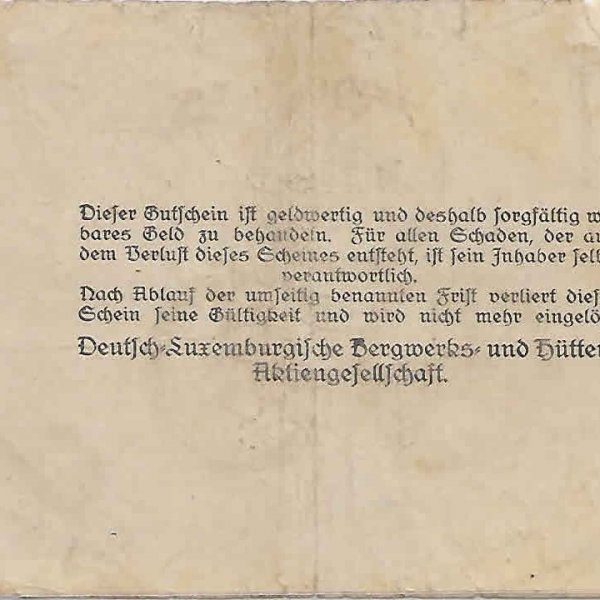 Dieser Gutschein ist geldwertig und deshalb sorgfältig w
bares Geld zu behandeln. Für allen Schaden, der au
dem Verlust dieses Scheines entsteht, ist sein Inhaber sel
verantwortlich.
Nach Ablauf der umseitig benannten Frist verliert dies
Schein seine Gültigkeit und wird nicht mehr eingelö
Deutsch-Luxemburgische Bergwerks- und Hütten
Aktiengesellschaft.